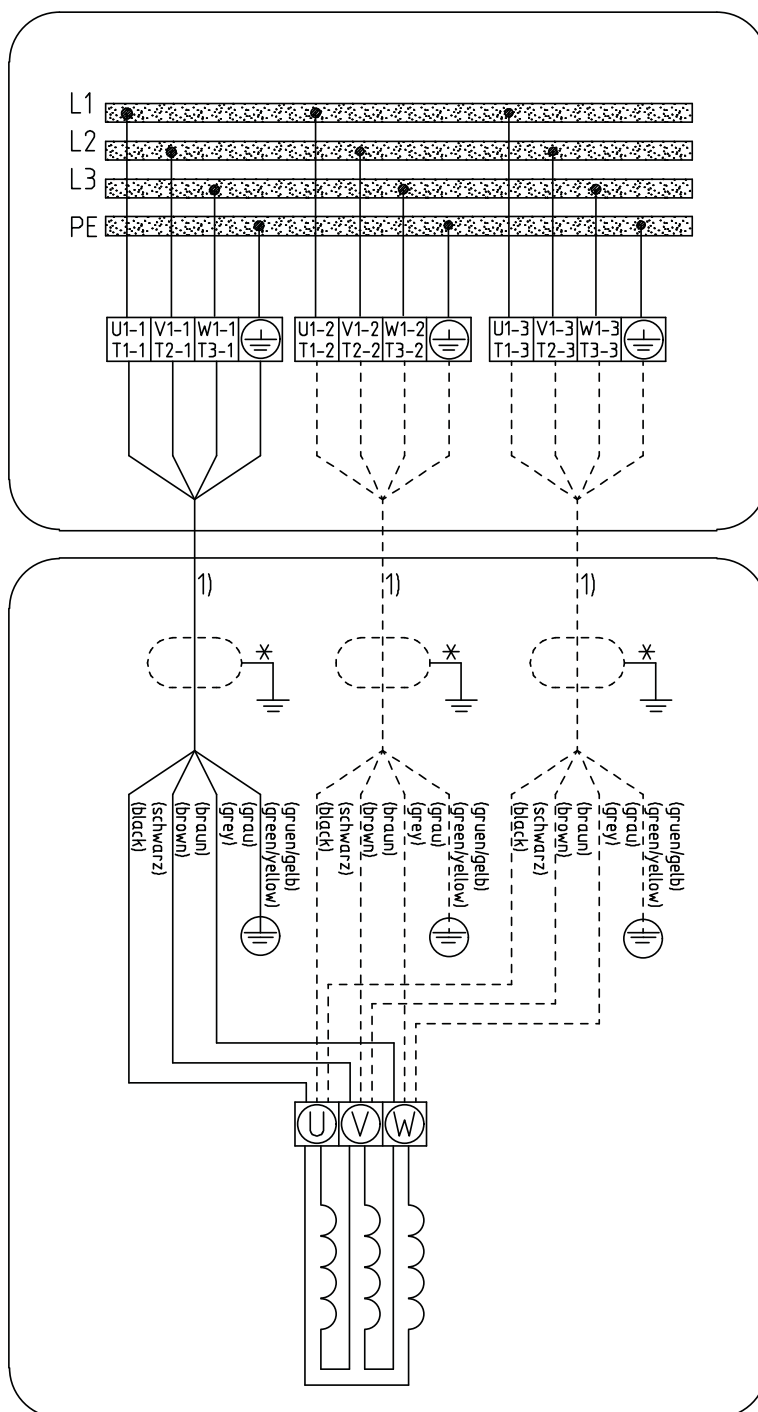 L1
L2
L3
PE
U1-1 V1-1 W1-1
T1-1 T2-1 T3-1
U1-2 V1-2 W1-2
T1-2 T2-2 T3-2
U1-3 V1-3 W1-3
T1-3 T2-3 T3-3
1) 1) 1)
* * *
(black)
(schwarz)
(brown)
(braun)
(grey)
(grau)
(green/yellow)
(gruen/gelb)
(black)
(schwarz)
(brown)
(braun)
(grey)
(grau)
(green/yellow)
(gruen/gelb)
(black)
(schwarz)
(brown)
(braun)
(grey)
(grau)
(green/yellow)
(gruen/gelb)
U V W